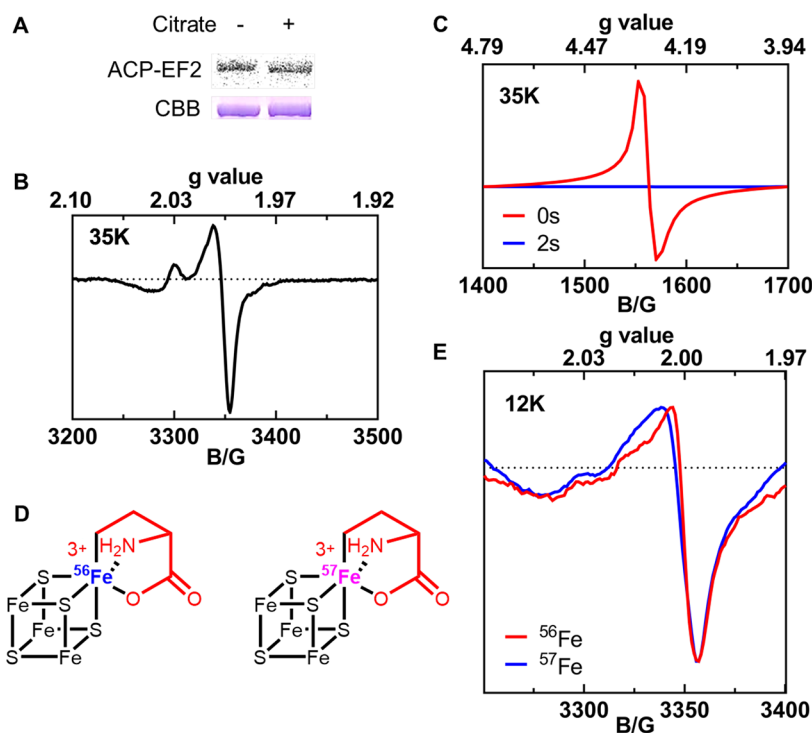 A
Citrate - +
ACP-EF2
CBB
B
g value
2.10 2.03 1.97 1.92
35K
3200 3300 3400 3500
B/G
C
g value
4.79 4.47 4.19 3.94
35K
0s
2s
1400 1500 1600 1700
B/G
D
3+
H2N
56Fe
S
Fe
S
O
O
Fe
S
S
Fe
3+
H2N
57Fe
S
Fe
S
O
O
Fe
S
S
Fe
E
g value
2.03 2.00 1.97
12K
56Fe
57Fe
3300 3350 3400
B/G